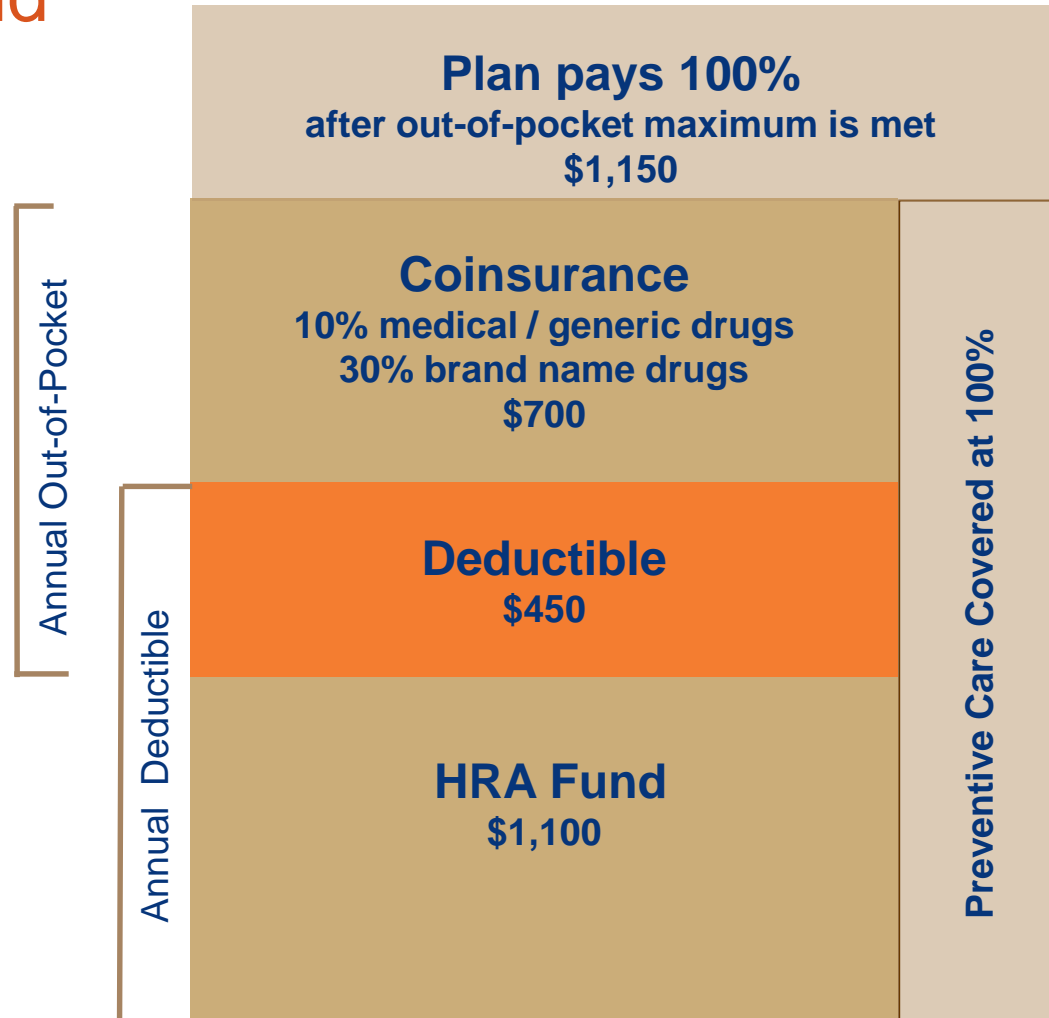 Plan pays 100%
after out-of-pocket maximum is met
$1,150
Annual Out-of-Pocket
Coinsurance
10% medical / generic drugs
30% brand name drugs
$700
Annual Deductible
Deductible
$450
HRA Fund
$1,100
Preventive Care Covered at 100%